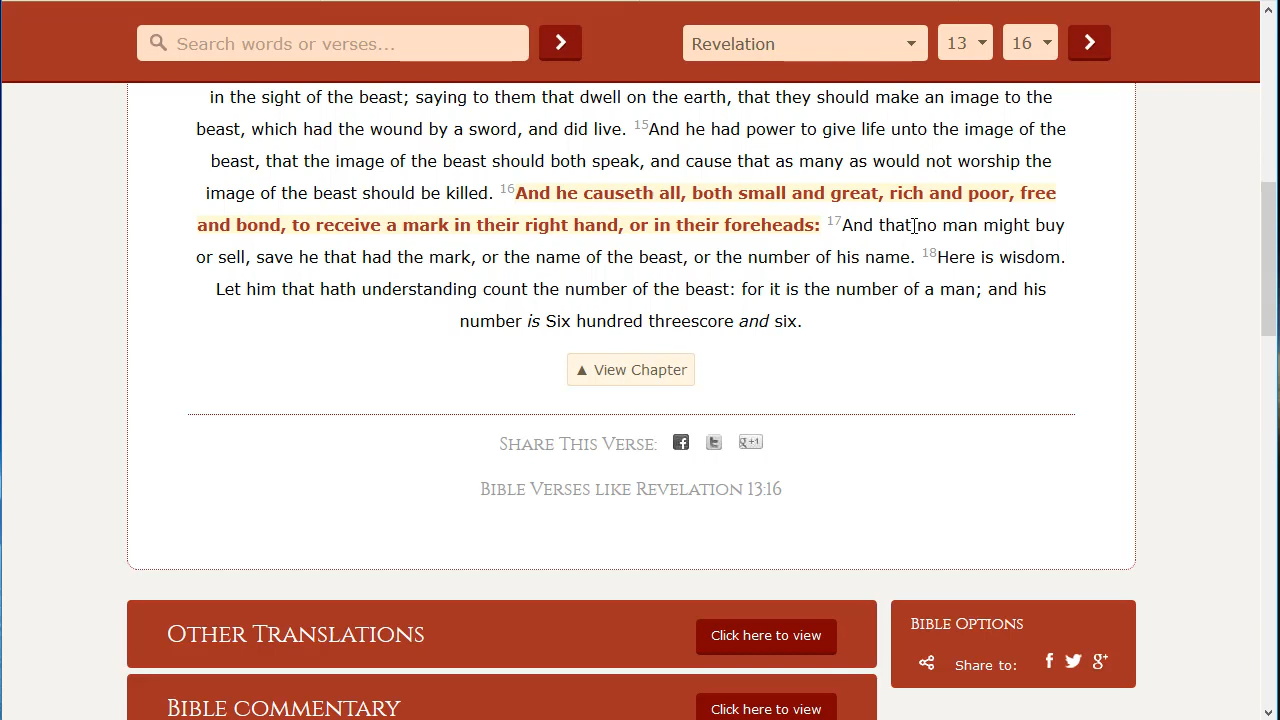 Search words or verses... Revelation 13 16
in the sight of the beast; saying to them that dwell on the earth, that they should make an image to the
beast, which had the wound by a sword, and did live. 15And he had power to give life unto the image of the
beast, that the image of the beast should both speak, and cause that as many as would not worship the
image of the beast should be killed. 16And he causeth all, both small and great, rich and poor, free
and bond, to receive a mark in their right hand, or in their foreheads: 17And that no man might buy
or sell, save he that had the mark, or the name of the beast, or the number of his name. 18Here is wisdom.
Let him that hath understanding count the number of the beast: for it is the number of a man; and his
number is Six hundred threescore and six.
▲ View Chapter
Share This Verse: f t g+1
Bible Verses like Revelation 13:16
Other Translations Click here to view
Bible Options
Share to: f g+
Bible commentary Click here to view